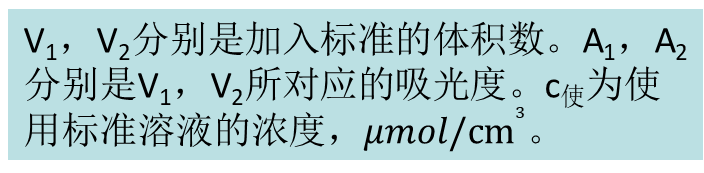 V₁，V₂分别是加入标准的体积数。A₁，A₂
分别是V₁，V₂所对应的吸光度。c使为使
用标准溶液的浓度，μmol/cm³。